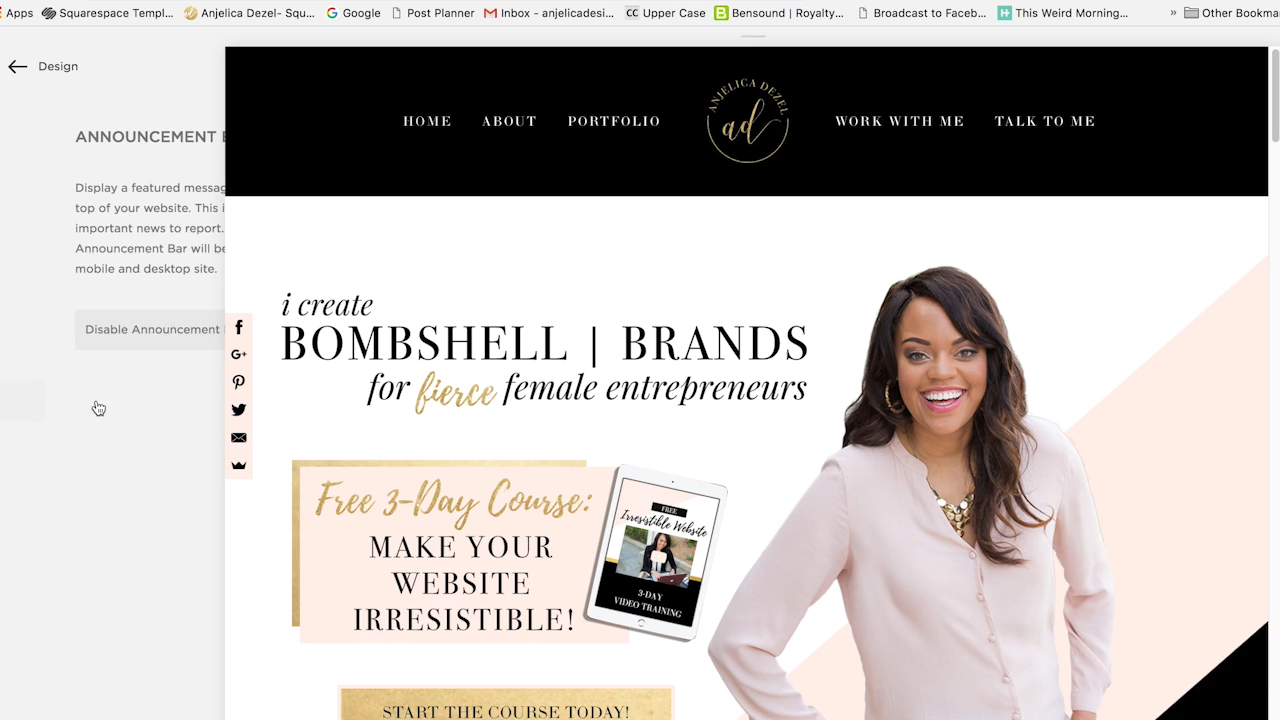 Apps Squarespace Templ... Anjelica Dezel- Squ... Google Post Planner Inbox - anjelicadesi... CC Upper Case Bensound | Royalty... Broadcast to Faceb... This Weird Morning... » Other Bookma
Design
HOME ABOUT PORTFOLIO ANJELICA DEZEL ad WORK WITH ME TALK TO ME
ANNOUNCEMENT
Display a featured messag
top of your website. This i
important news to report.
Announcement Bar will be
mobile and desktop site.
Disable Announcement
i create
BOMBSHELL | BRANDS
for fierce female entrepreneurs
Free 3-Day Course:
MAKE YOUR
WEBSITE
IRRESISTIBLE!
FREE
Irresistible Website
3-DAY
VIDEO TRAINING
START THE COURSE TODAY!